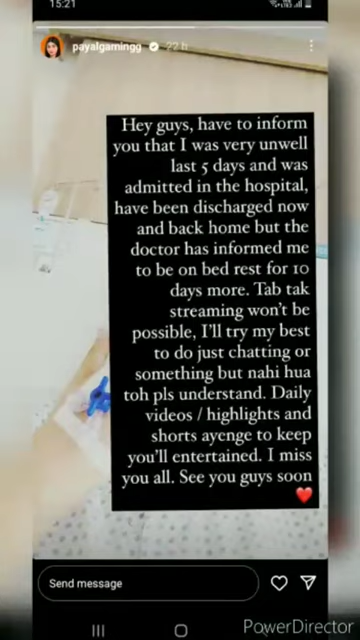 15:21
payalgamingg 22 h
Hey guys, have to inform
you that I was very unwell
last 5 days and was
admitted in the hospital,
have been discharged now
and back home but the
doctor has informed me
to be on bed rest for 10
days more. Tab tak
streaming won't be
possible, I'll try my best
to do just chatting or
something but nahi hua
toh pls understand. Daily
videos / highlights and
shorts ayenge to keep
you'll entertained. I miss
you all. See you guys soon
❤️
Send message
PowerDirector